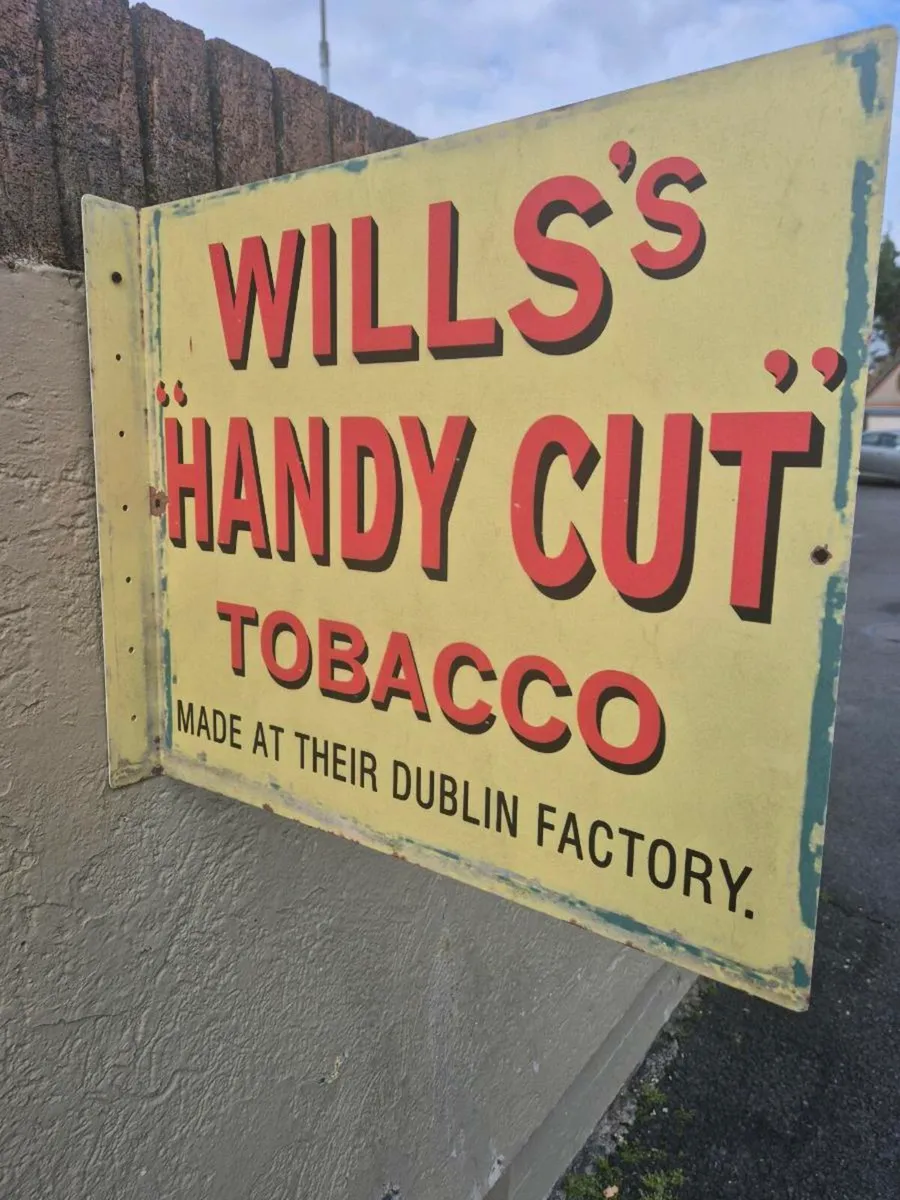 WILLS's
“HANDY CUT”
TOBACCO
MADE AT THEIR DUBLIN FACTORY.